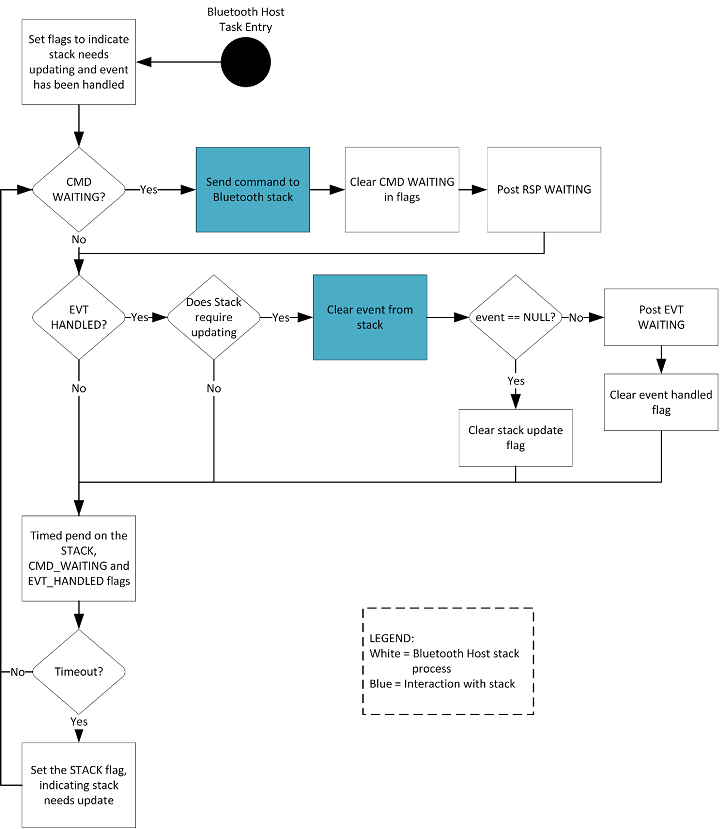 Bluetooth Host
Task Entry
Set flags to indicate
stack needs
updating and event
has been handled
CMD
WAITING?
Yes
Send command to
Bluetooth stack
Clear CMD WAITING
in flags
Post RSP WAITING
No
EVT
HANDLED?
Yes
Does Stack
require
updating
Yes
Clear event from
stack
event == NULL?
No
Post EVT
WAITING
No
No
Yes
Clear event handled
flag
Clear stack update
flag
Timed pend on the
STACK,
CMD_WAITING and
EVT_HANDLED flags
Timeout?
No
Yes
Set the STACK flag,
indicating stack
needs update
LEGEND:
White = Bluetooth Host stack
process
Blue = Interaction with stack